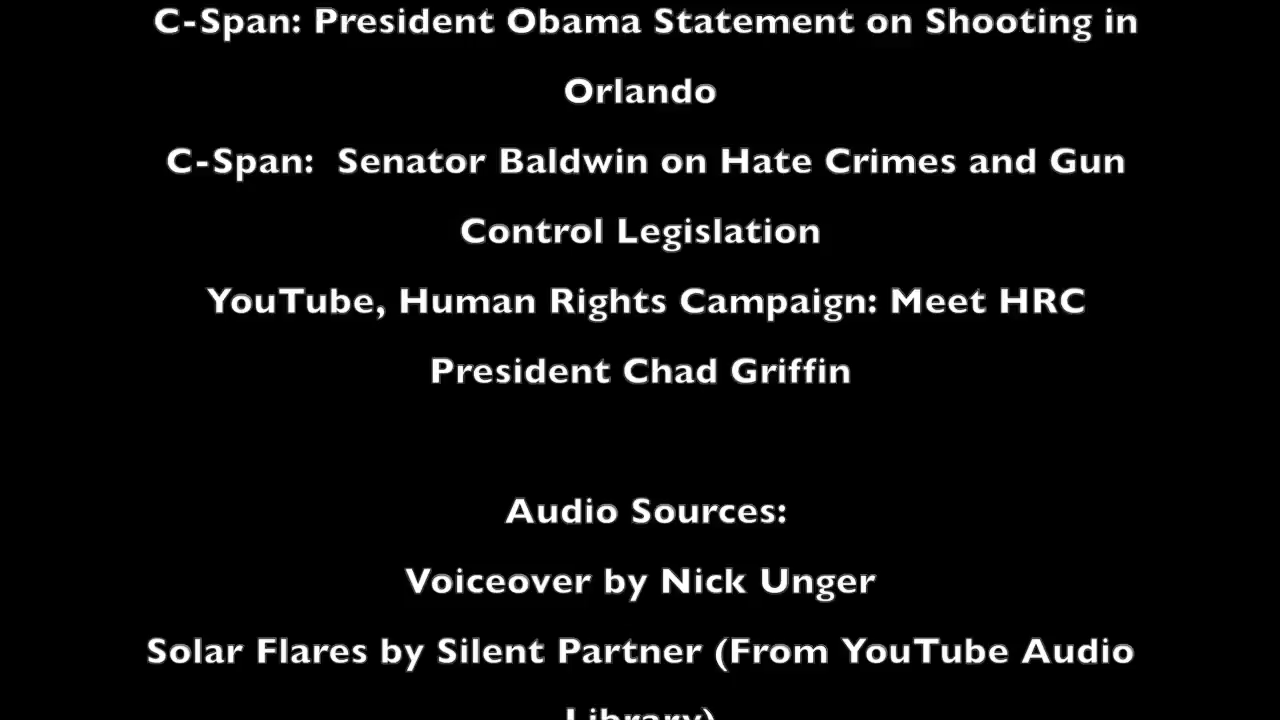 C-Span: President Obama Statement on Shooting in
Orlando
C-Span:  Senator Baldwin on Hate Crimes and Gun
Control Legislation
YouTube, Human Rights Campaign: Meet HRC
President Chad Griffin
Audio Sources:
Voiceover by Nick Unger
Solar Flares by Silent Partner (From YouTube Audio
Library)